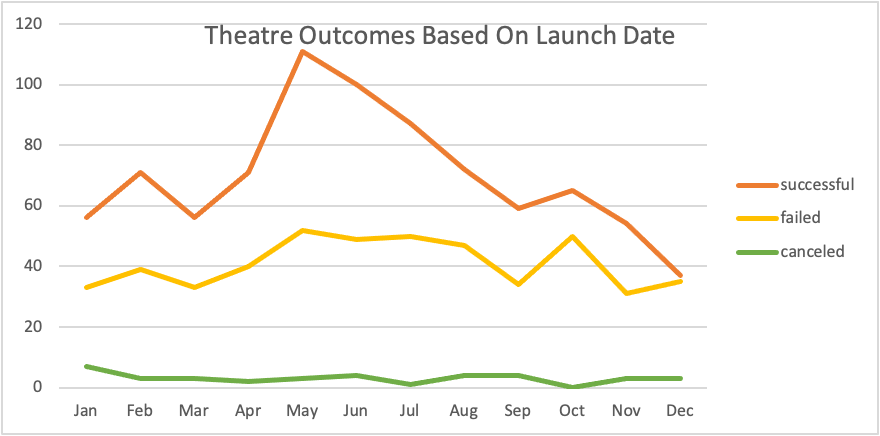 Theatre Outcomes Based On Launch Date
120
100
80
60
40
20
0
Jan Feb Mar Apr May Jun Jul Aug Sep Oct Nov Dec
successful
failed
canceled